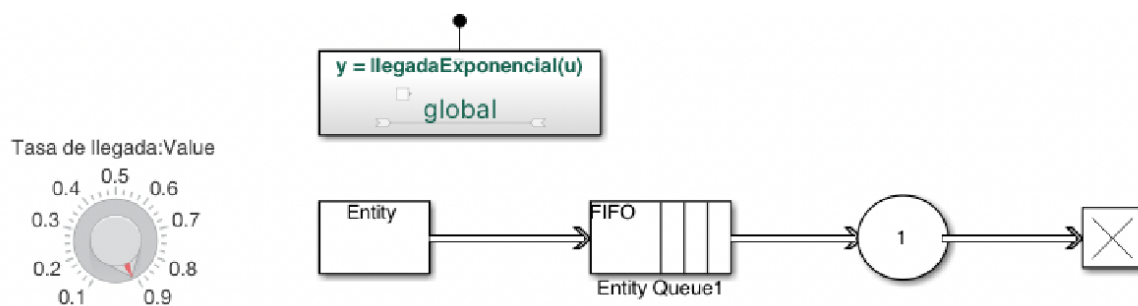 y = llegadaExponencial(u)
global
Tasa de llegada:Value
0.5
0.4
0.6
0.3
0.7
0.2
0.8
0.1
0.9
Entity
FIFO
1
Entity Queue1